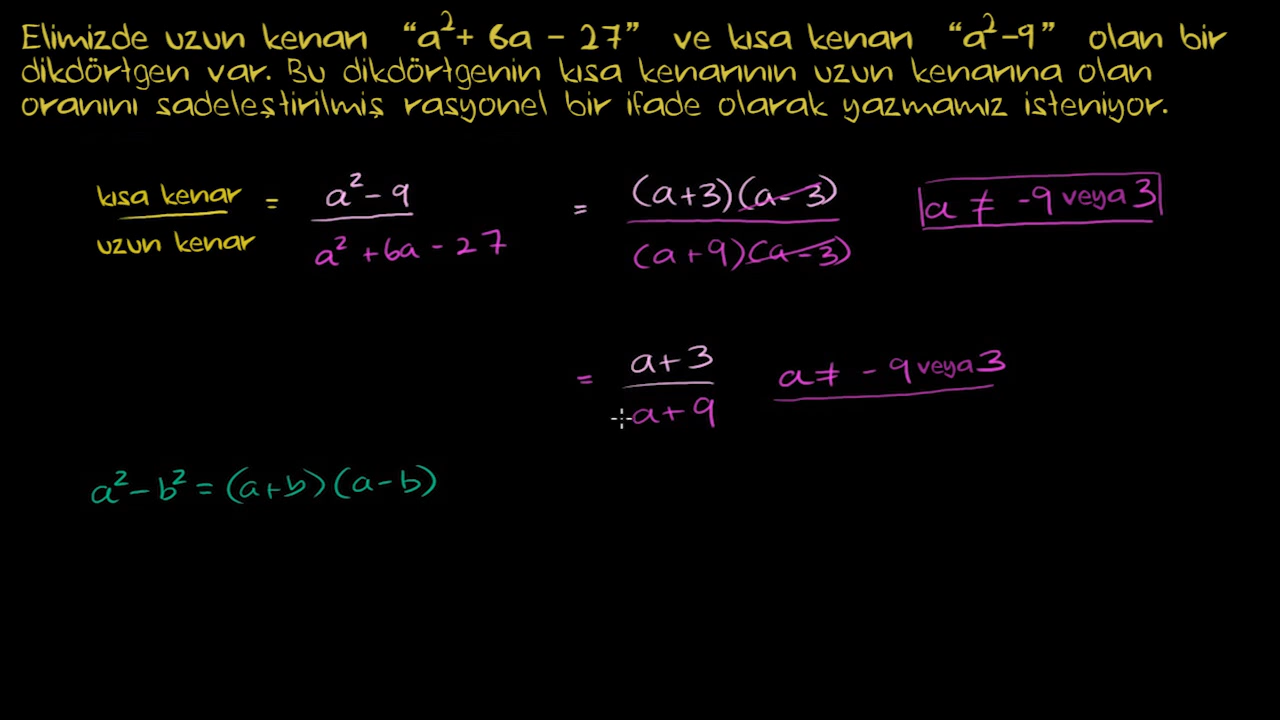 Elimizde uzun kenarı “a²+ 6a - 27” ve kısa kenarı “a²-9” olan bir
dikdörtgen var. Bu dikdörtgenin kısa kenarının uzun kenarına olan
oranını sadeleştirilmiş rasyonel bir ifade olarak yazmamız isteniyor.
kısa kenar = a² - 9 = (a+3)(a-3) a ≠ -9 veya 3
uzun kenar a² + 6a - 27 (a+9)(a-3)
= a+3 a ≠ - 9 veya 3
a+9
a² - b² = (a+b)(a-b)